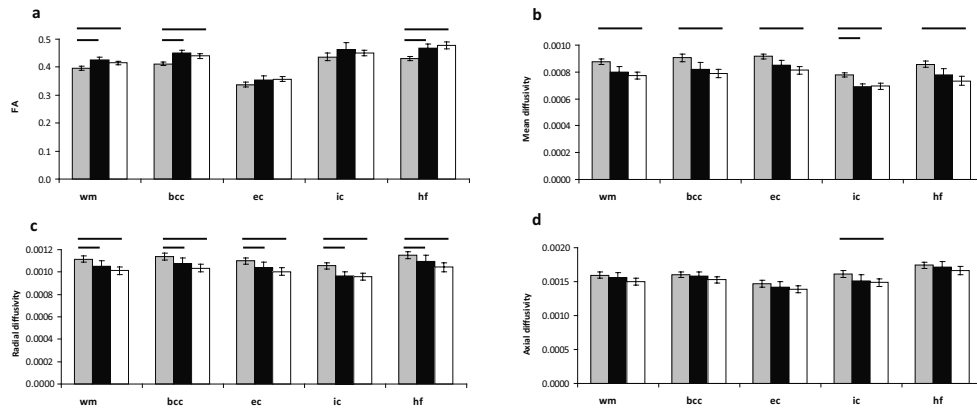 a
FA
0.5
0.4
0.3
0.2
0.1
0.0
wm bcc ec ic hf
b
Mean diffusivity
0.0010
0.0008
0.0006
0.0004
0.0002
0.0000
wm bcc ec ic hf
c
Radial diffusivity
0.0012
0.0010
0.0008
0.0006
0.0004
0.0002
0.0000
wm bcc ec ic hf
d
Axial diffusivity
0.0020
0.0015
0.0010
0.0005
0.0000
wm bcc ec ic hf